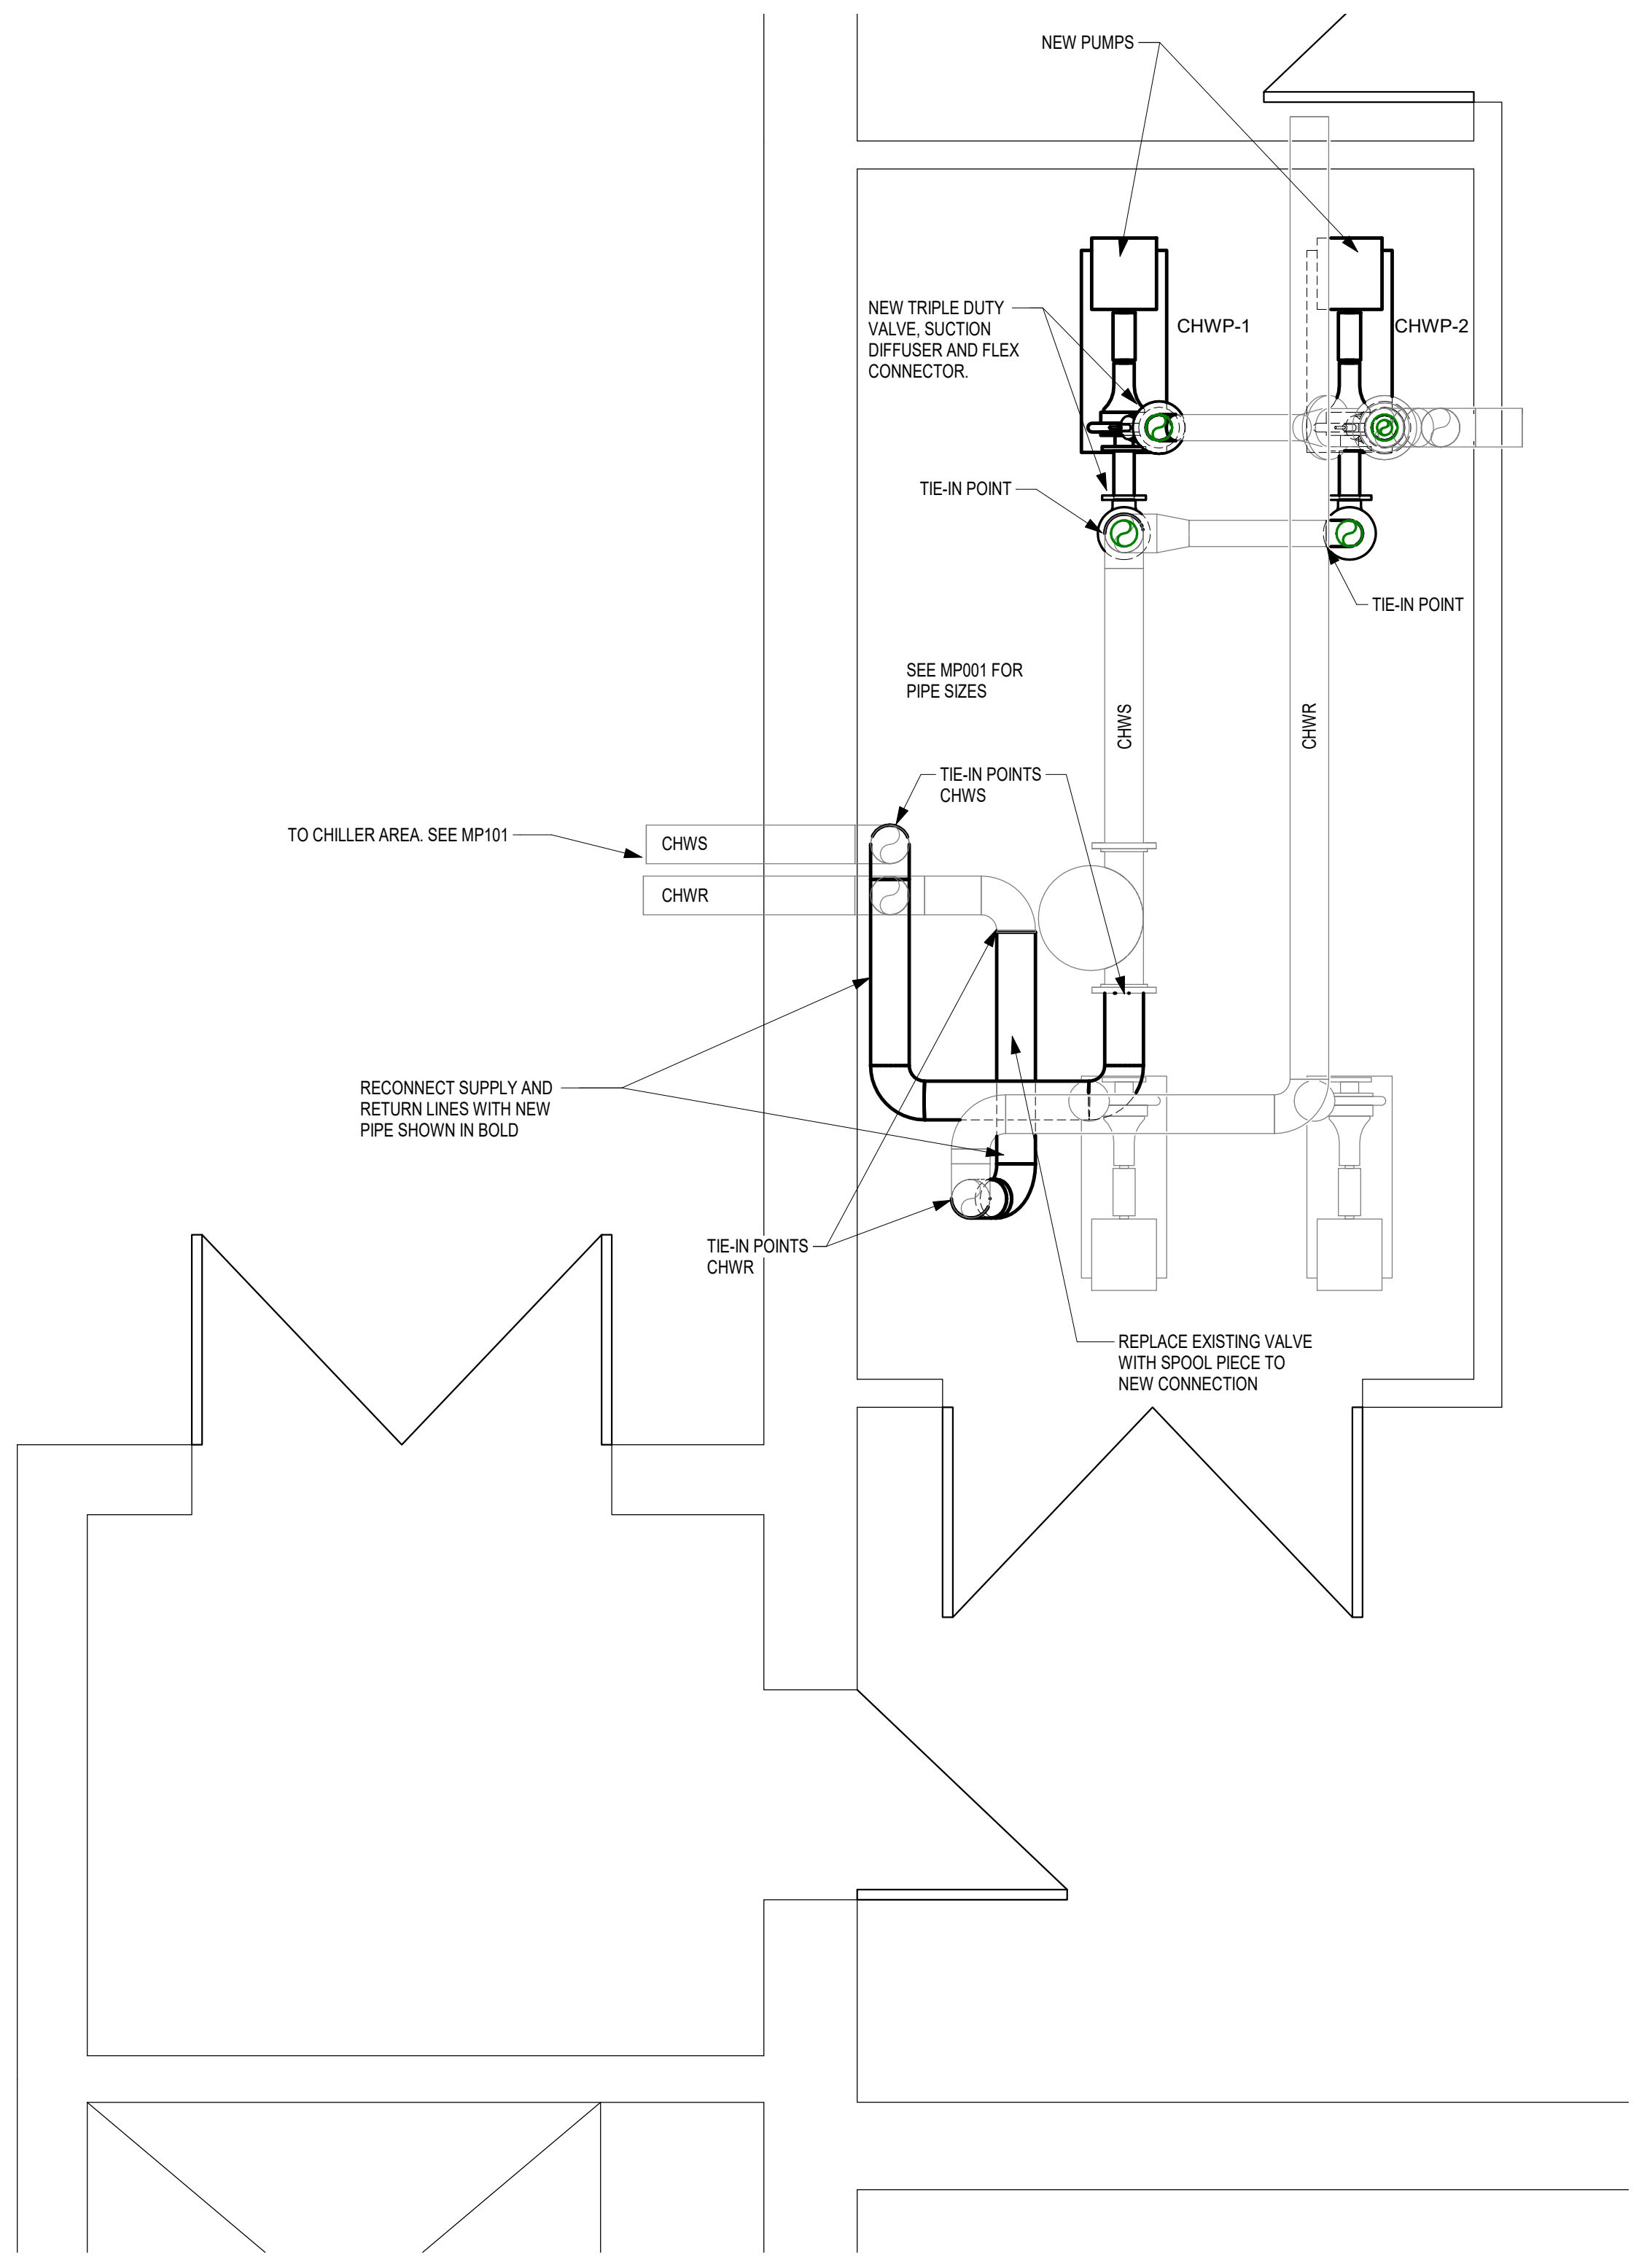 NEW PUMPS
NEW TRIPLE DUTY
VALVE, SUCTION
DIFFUSER AND FLEX
CONNECTOR.
CHWP-1
CHWP-2
TIE-IN POINT
TIE-IN POINT
SEE MP001 FOR
PIPE SIZES
CHWS
CHWR
TIE-IN POINTS
CHWS
TO CHILLER AREA. SEE MP101
CHWS
CHWR
RECONNECT SUPPLY AND
RETURN LINES WITH NEW
PIPE SHOWN IN BOLD
TIE-IN POINTS
CHWR
REPLACE EXISTING VALVE
WITH SPOOL PIECE TO
NEW CONNECTION